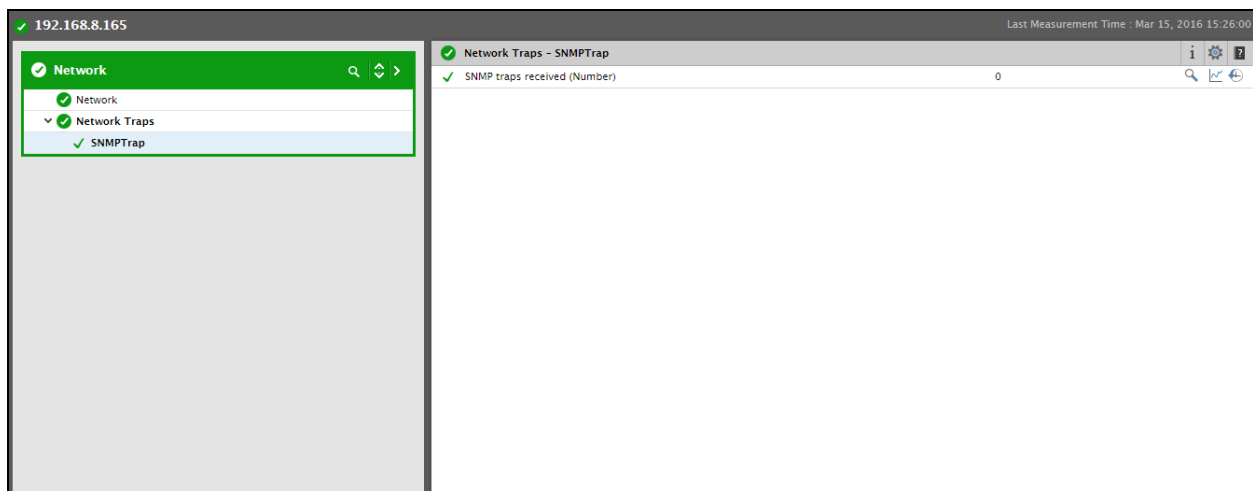 192.168.8.165
Last Measurement Time : Mar 15, 2016 15:26:00
Network
Network
Network Traps
SNMPTrap
Network Traps - SNMPTrap
SNMP traps received (Number) 0